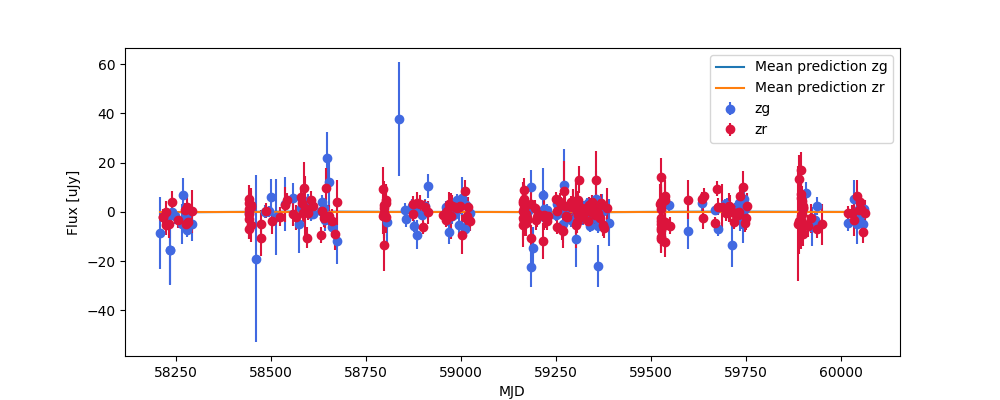 Flux [uJy]
60
40
20
0
−20
−40
58250
58500
58750
59000
59250
59500
59750
60000
MJD
Mean prediction zg
Mean prediction zr
zg
zr